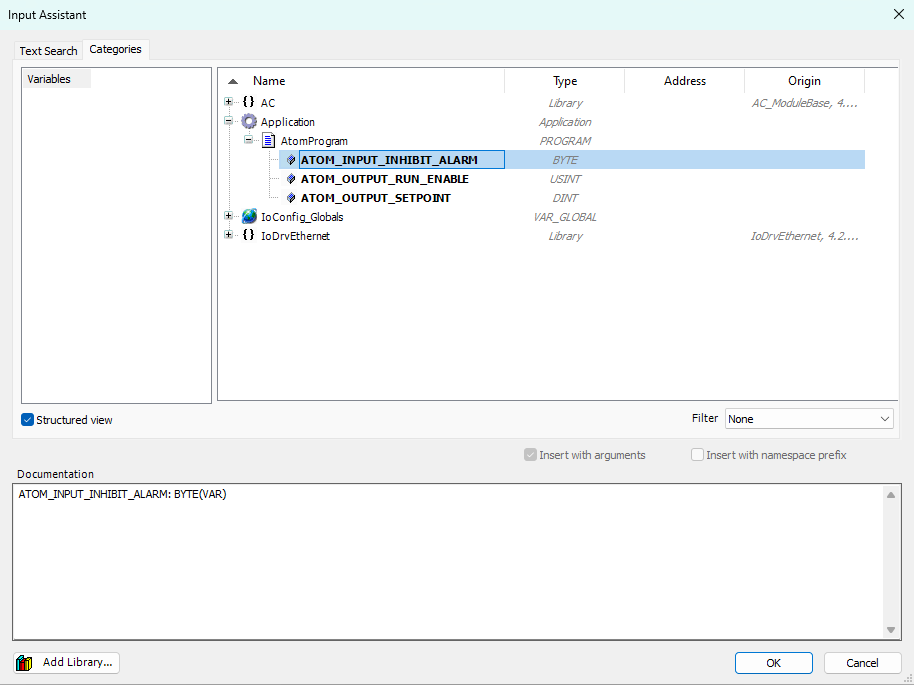 Input Assistant
Text Search Categories
Variables
Name Type Address Origin
{} AC Library AC_ModuleBase, 4....
Application Application
AtomProgram PROGRAM
ATOM_INPUT_INHIBIT_ALARM BYTE
ATOM_OUTPUT_RUN_ENABLE USINT
ATOM_OUTPUT_SETPOINT DINT
IoConfig_Globals VAR_GLOBAL
{} IoDrvEthernet Library IoDrvEthernet, 4.2....
Structured view Filter None
Insert with arguments Insert with namespace prefix
Documentation
ATOM_INPUT_INHIBIT_ALARM: BYTE(VAR)
Add Library... OK Cancel